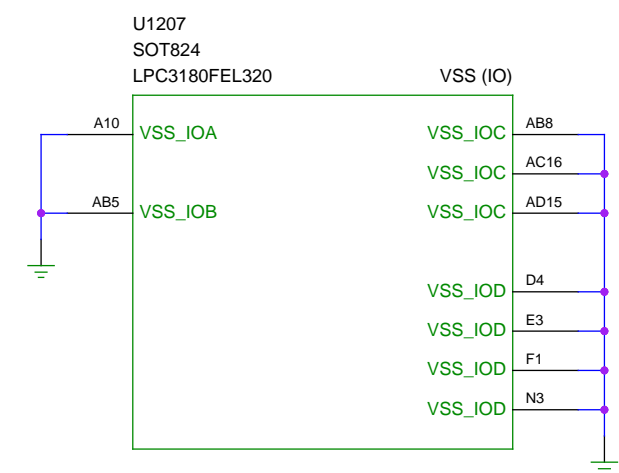 U1207
SOT824
LPC3180FEL320 VSS (IO)
A10 VSS_IOA VSS_IOC AB8
VSS_IOC AC16
AB5 VSS_IOB VSS_IOC AD15
VSS_IOD D4
VSS_IOD E3
VSS_IOD F1
VSS_IOD N3